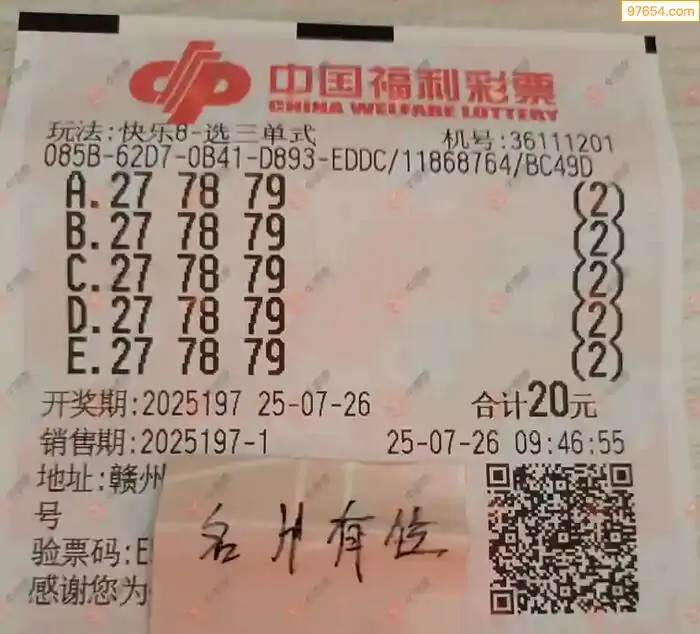 97654.com
中国福利彩票
CHINA WELFARE LOTTERY
玩法:快乐8-选三单式 机号:36111201
085B-62D7-0B41-D893-EDDC/11868764/BC49D
A.27 78 79 (2)
B.27 78 79 (2)
C.27 78 79 (2)
D.27 78 79 (2)
E.27 78 79 (2)
开奖期:2025197 25-07-26 合计20元
销售期:2025197-1 25-07-26 09:46:55
地址:赣州
号
验票码:E
感谢您为
名片有位